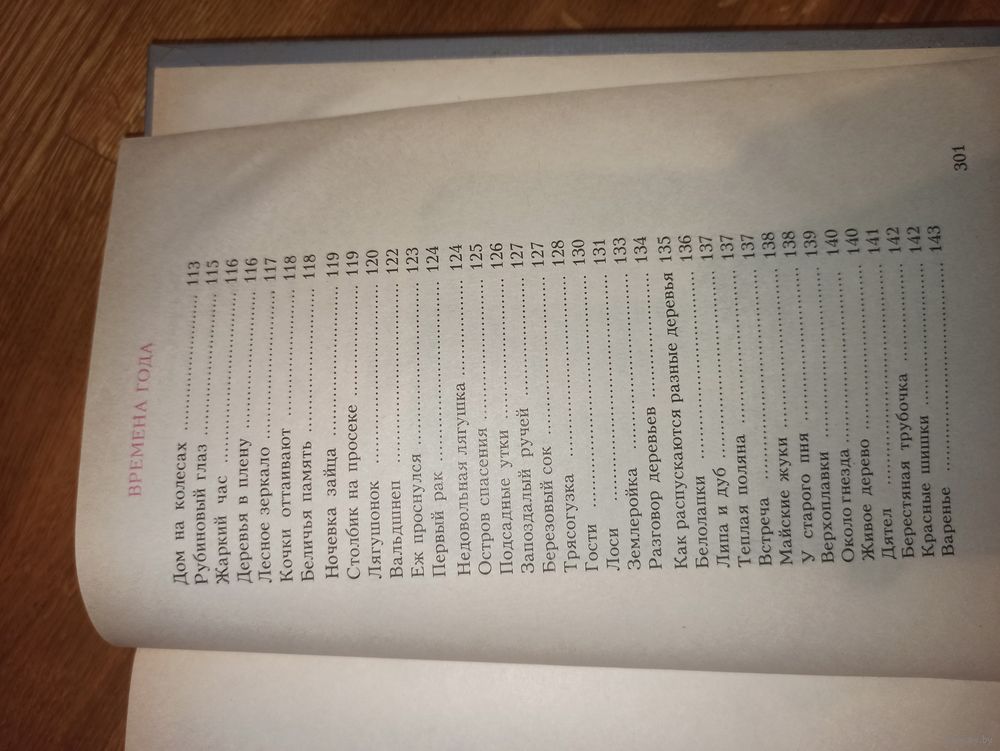 ВРЕМЕНА ГОДА
Дом на колесах ........ 113
Рубиновый глаз ........ 115
Жаркий час ........ 116
Деревья в плену ........ 116
Лесное зеркало ........ 117
Кочки оттаивают ........ 118
Беличья память ........ 118
Ночевка зайца ........ 119
Столбик на просеке ........ 119
Лягушонок ........ 120
Вальдшнеп ........ 122
Еж проснулся ........ 123
Первый рак ........ 124
Недовольная лягушка ........ 124
Остров спасения ........ 125
Подсадные утки ........ 126
Запоздалый ручей ........ 127
Березовый сок ........ 127
Трясогузка ........ 128
Гости ........ 130
Лоси ........ 131
Землеройка ........ 133
Разговор деревьев ........ 134
Как распускаются разные деревья 135
Белолапки ........ 136
Липа и дуб ........ 137
Теплая поляна ........ 137
Встреча ........ 137
Майские жуки ........ 138
У старого пня ........ 138
Верхоплавки ........ 139
Около гнезда ........ 140
Живое дерево ........ 140
Дятел ........ 141
Берестяная трубочка ........ 142
Красные шишки ........ 142
Варенье ........ 143
301